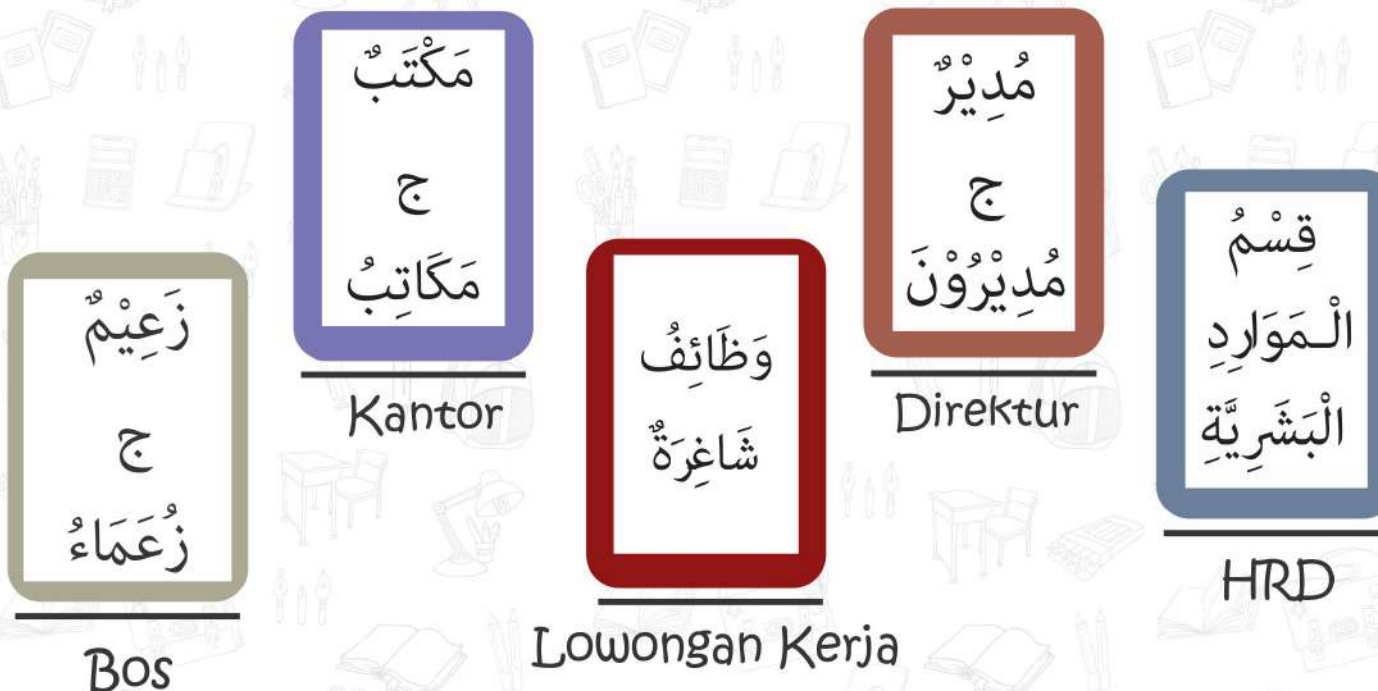 زَعِيْمٌ
ج
زُعَمَاءُ
Bos
مَكْتَبٌ
ج
مَكَاتِبُ
Kantor
وَظَائِفُ
شَاغِرَةٌ
Lowongan Kerja
مُدِيْرٌ
ج
مُدِيْرُوْنَ
Direktur
قِسْمُ
الْـمَوَارِدِ
الْبَشَرِيَّةِ
HRD